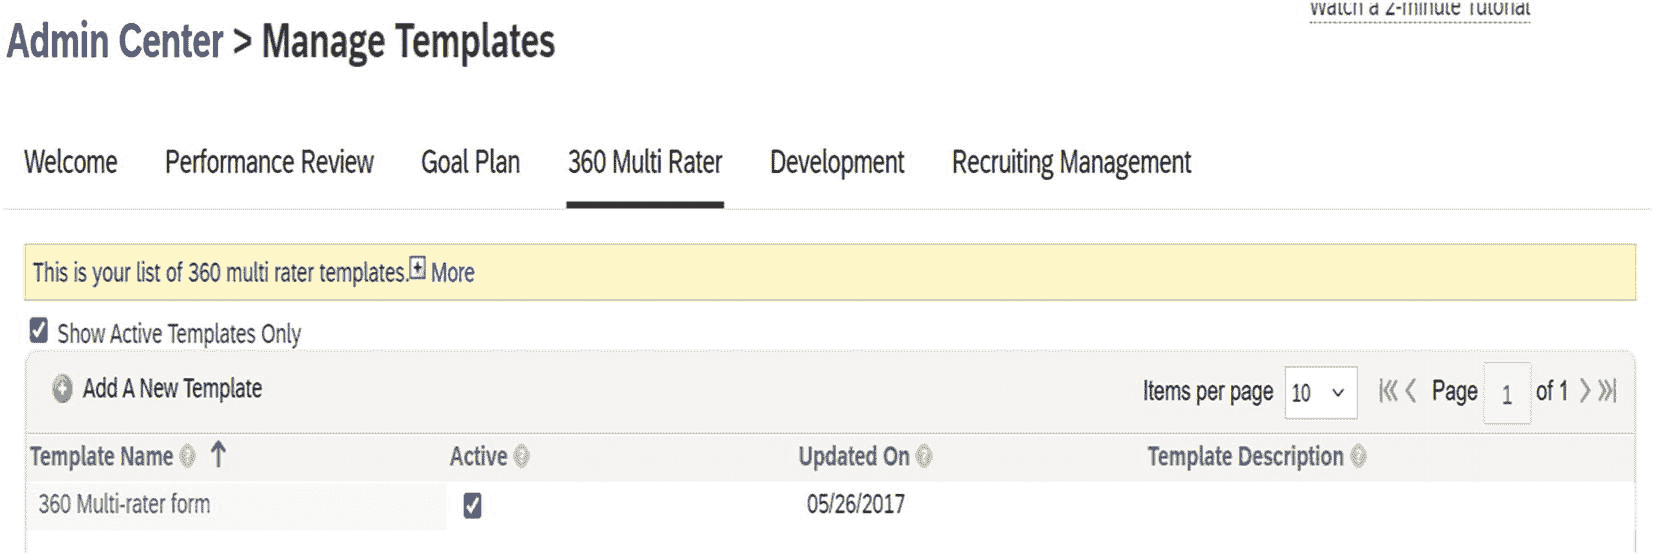 Watch a 2-minute Tutorial
Admin Center > Manage Templates
Welcome Performance Review Goal Plan 360 Multi Rater Development Recruiting Management
This is your list of 360 multi rater templates. More
Show Active Templates Only
Add A New Template Items per page 10 Page 1 of 1
Template Name Active Updated On Template Description
360 Multi-rater form 05/26/2017